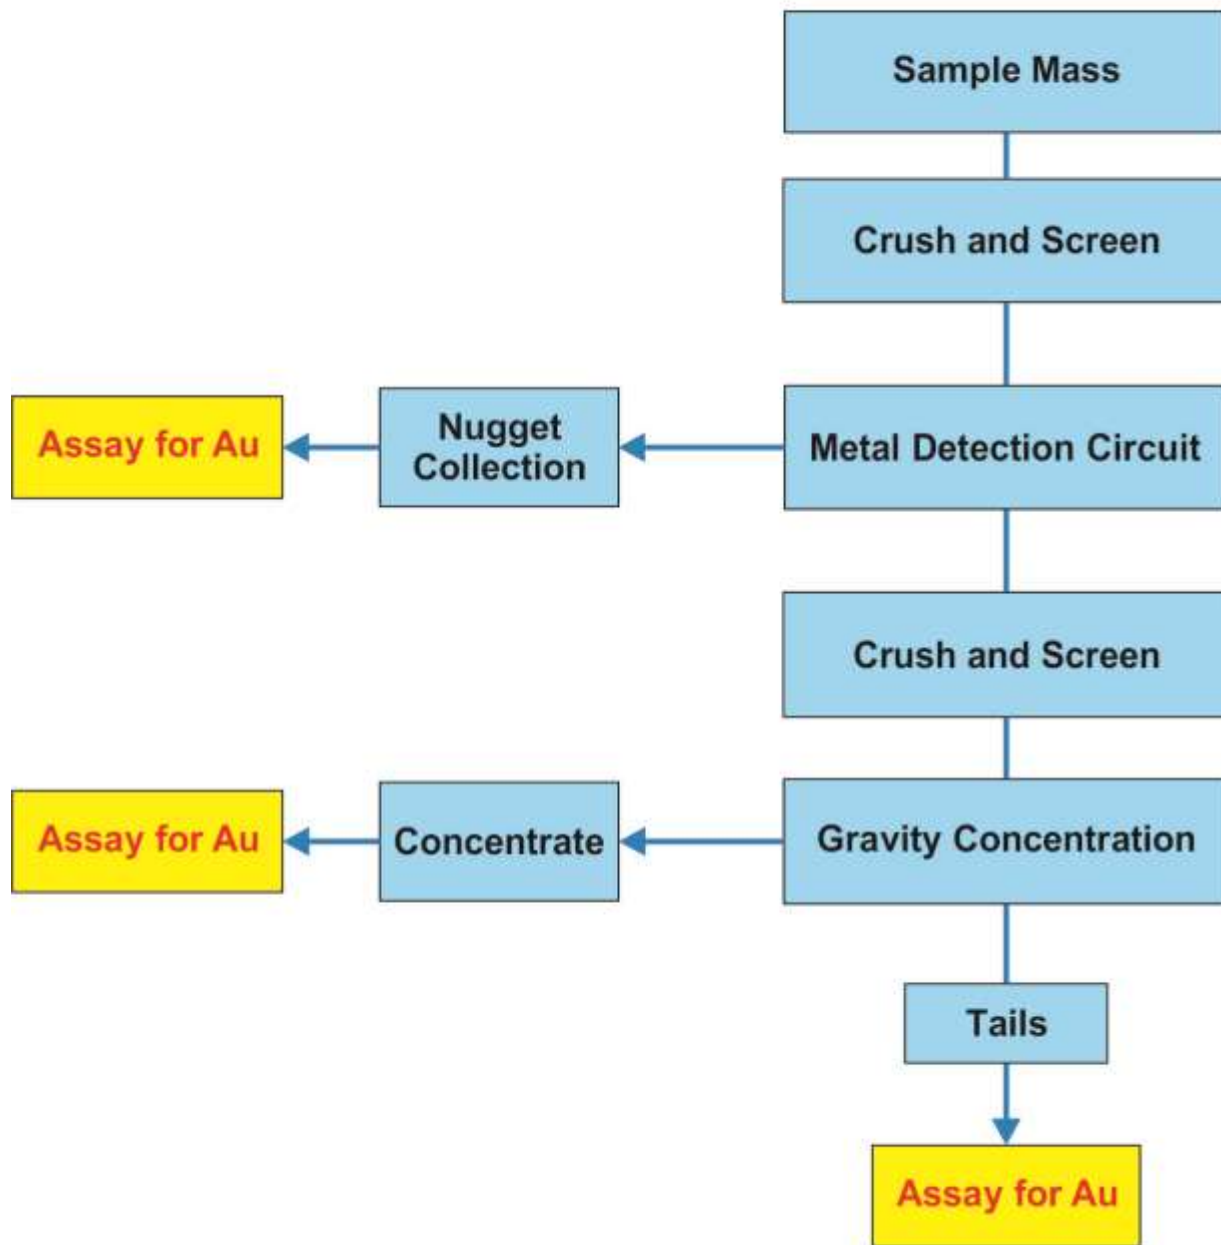 Sample Mass
Crush and Screen
Assay for Au
Nugget
Collection
Metal Detection Circuit
Crush and Screen
Assay for Au
Concentrate
Gravity Concentration
Tails
Assay for Au